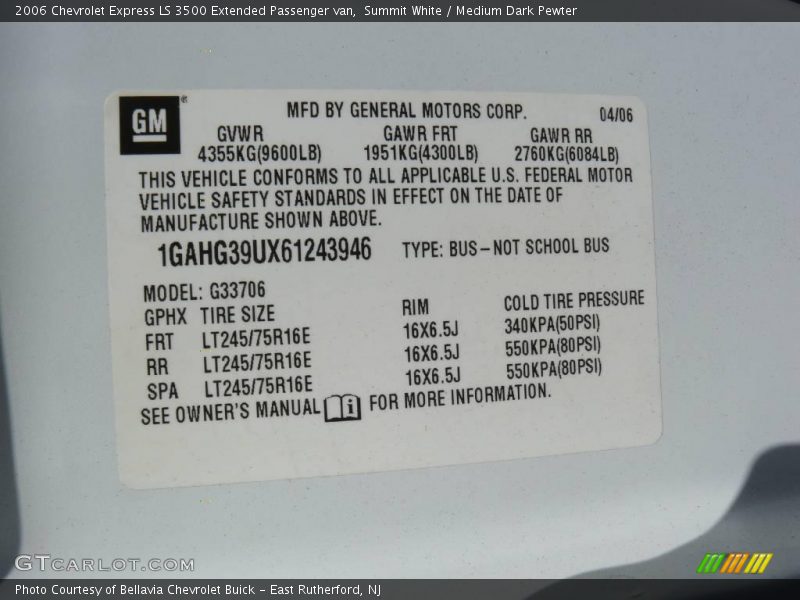 2006 Chevrolet Express LS 3500 Extended Passenger van,  Summit White / Medium Dark Pewter
GM® MFD BY GENERAL MOTORS CORP. 04/06
GVWR GAWR FRT GAWR RR
4355KG(9600LB) 1951KG(4300LB) 2760KG(6084LB)
THIS VEHICLE CONFORMS TO ALL APPLICABLE U.S. FEDERAL MOTOR
VEHICLE SAFETY STANDARDS IN EFFECT ON THE DATE OF
MANUFACTURE SHOWN ABOVE.
1GAHG39UX61243946 TYPE: BUS-NOT SCHOOL BUS
MODEL: G33706
GPHX TIRE SIZE RIM COLD TIRE PRESSURE
FRT LT245/75R16E 16X6.5J 340KPA(50PSI)
RR LT245/75R16E 16X6.5J 550KPA(80PSI)
SPA LT245/75R16E 16X6.5J 550KPA(80PSI)
SEE OWNER'S MANUAL FOR MORE INFORMATION.
GTCARLOT.COM
Photo Courtesy of Bellavia Chevrolet Buick - East Rutherford, NJ